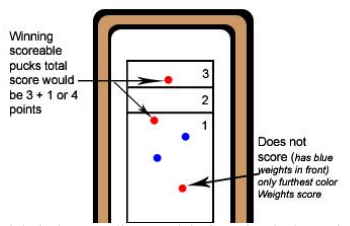 Winning
scoreable
pucks total
score would
be 3 + 1 or 4
points
3
2
1
Does not
score (has blue
weights in front)
only furthest color
Weights score